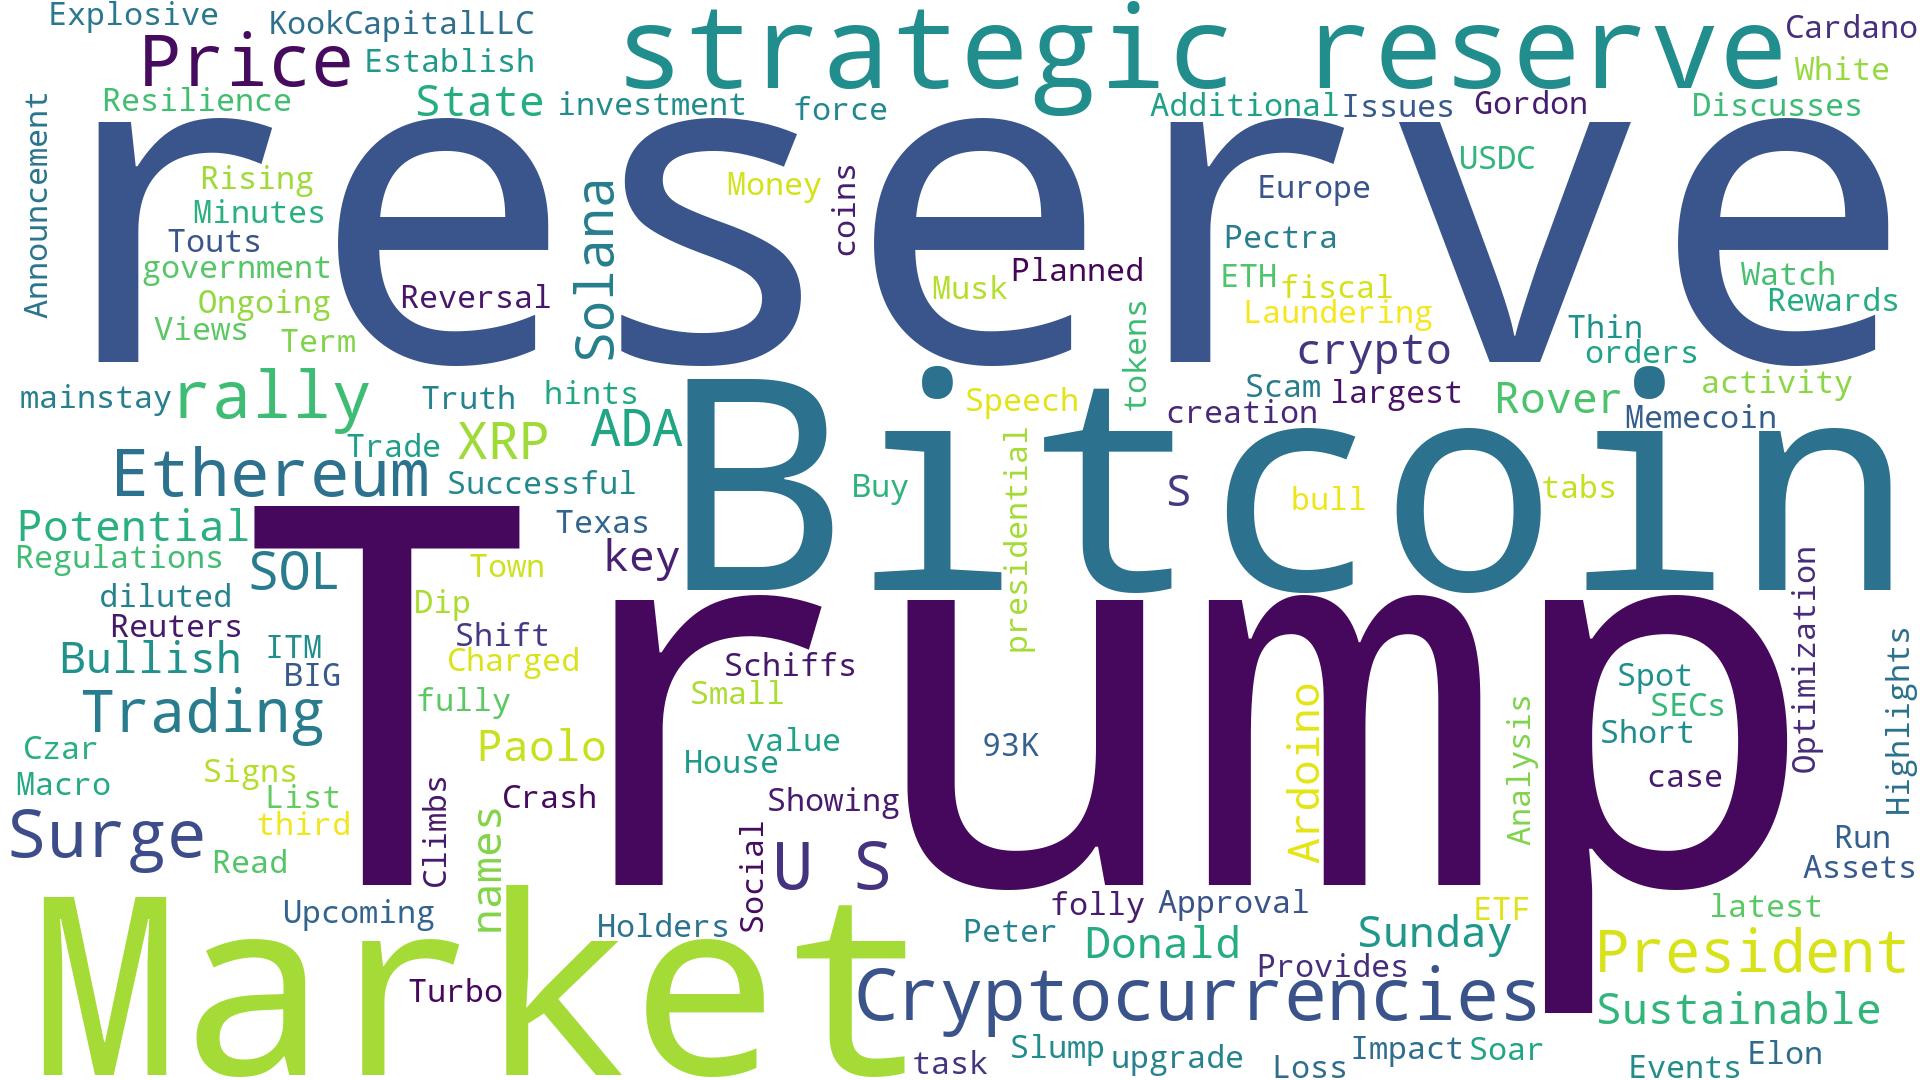 Explosive
KookCapitalLLC
strategic reserve
Cardano
Price
Establish
White
Resilience
State
investment
force
Additional
Issues
Gordon
Discusses
Announcement
reserve
Rising
Minutes
Touts
government
Ongoing
Views
Term
Reversal
Solana
Money
coins
Musk
Planned
tokens
Europe
Pectra
ETH
fiscal
Laundering
crypto
USDC
Watch
Rewards
Thin
orders
mainstay
rally
Truth
hints
Trade
XRP
ADA
Speech
creation
Scam
largest
Rover
activity
Memecoin
Bitcoin
Ethereum
Successful
Buy
presidential
S
bull
tabs
Potential
Texas
Regulations
SOL
Town
key
diluted
Dip
Reuters
Shift
Bullish
ITM
BIG
Charged
Trump
Schiffs
fully
Small
Trading
Paolo
value
House
93K
Ardoino
Analysis
Spot
SECs
Short
case
Optimization
Highlights
Czar
Macro
Signs
List
third
Climbs
Crash
names
Showing
Social
Surge
Read
U S
Run
Assets
Market
Upcoming
Holders
Peter
folly
Approval
ETF
latest
Donald
Sunday
President
Turbo
Provides
Cryptocurrencies
Sustainable
task
Slump
upgrade
Loss
Impact
Soar
Events
Elon